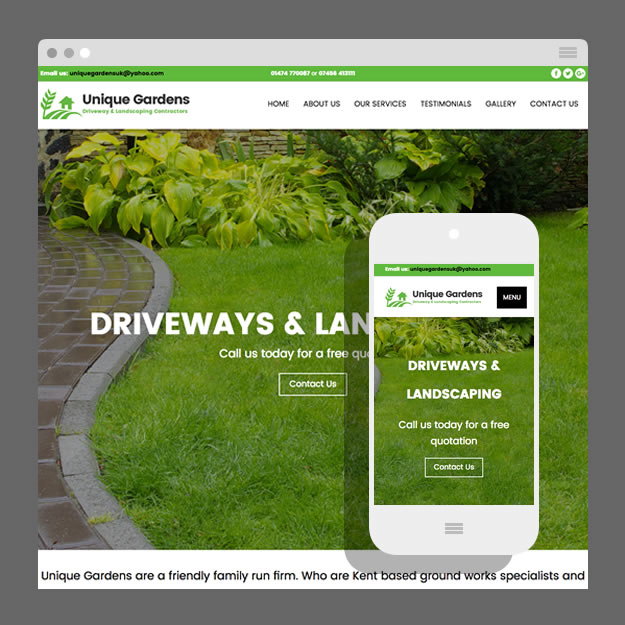 Email us: uniquegardensuk@yahoo.com
01474 770087 or 07486 413111
Unique Gardens
Driveway & Landscaping Contractors
HOME ABOUT US OUR SERVICES TESTIMONIALS GALLERY CONTACT US
DRIVEWAYS & LAN
Call us today for a free quo
Contact Us
Email us: uniquegardensuk@yahoo.com
Unique Gardens
Driveway & Landscaping Contractors
MENU
DRIVEWAYS &
LANDSCAPING
Call us today for a free
quotation
Contact Us
Unique Gardens are a friendly family run firm. Who are Kent based ground works specialists and